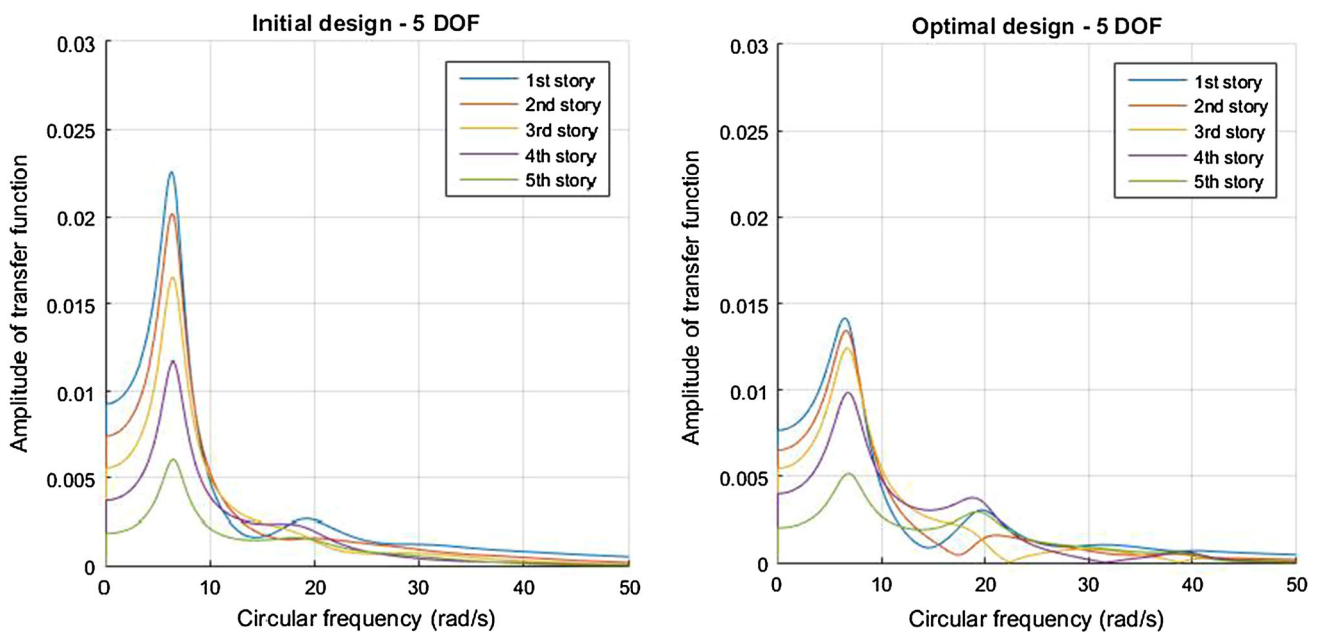 Initial design - 5 DOF
0.03
0.025
0.02
0.015
0.01
0.005
0
Amplitude of transfer function
1st story
2nd story
3rd story
4th story
5th story
0 10 20 30 40 50
Circular frequency (rad/s)
Optimal design - 5 DOF
0.03
0.025
0.02
0.015
0.010
0.005
0
Amplitude of transfer function
1st story
2nd story
3rd story
4th story
5th story
0 10 20 30 40 50
Circular frequency (rad/s)